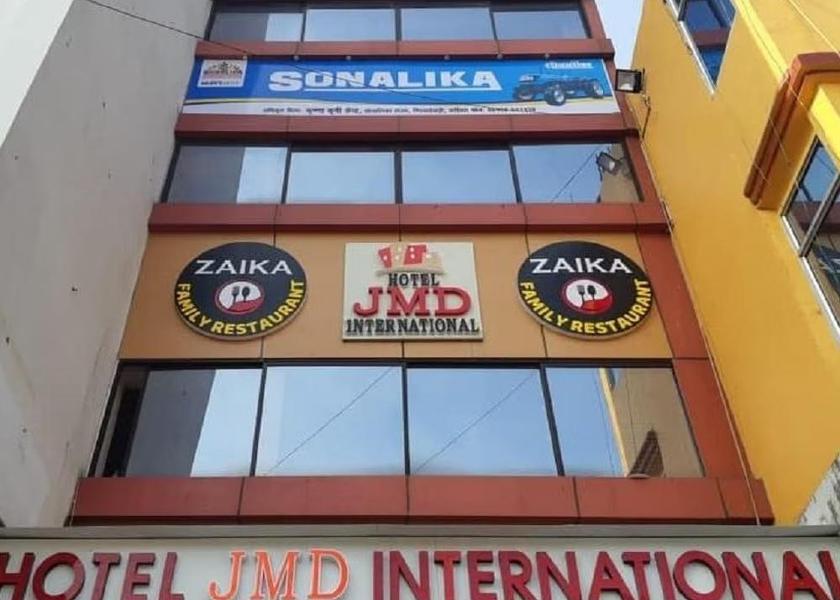 SONALIKA
ZAIKA
FAMILY RESTAURANT
HOTEL
JMD
INTERNATIONAL
ZAIKA
FAMILY RESTAURANT
HOTEL JMD INTERNATIONAL